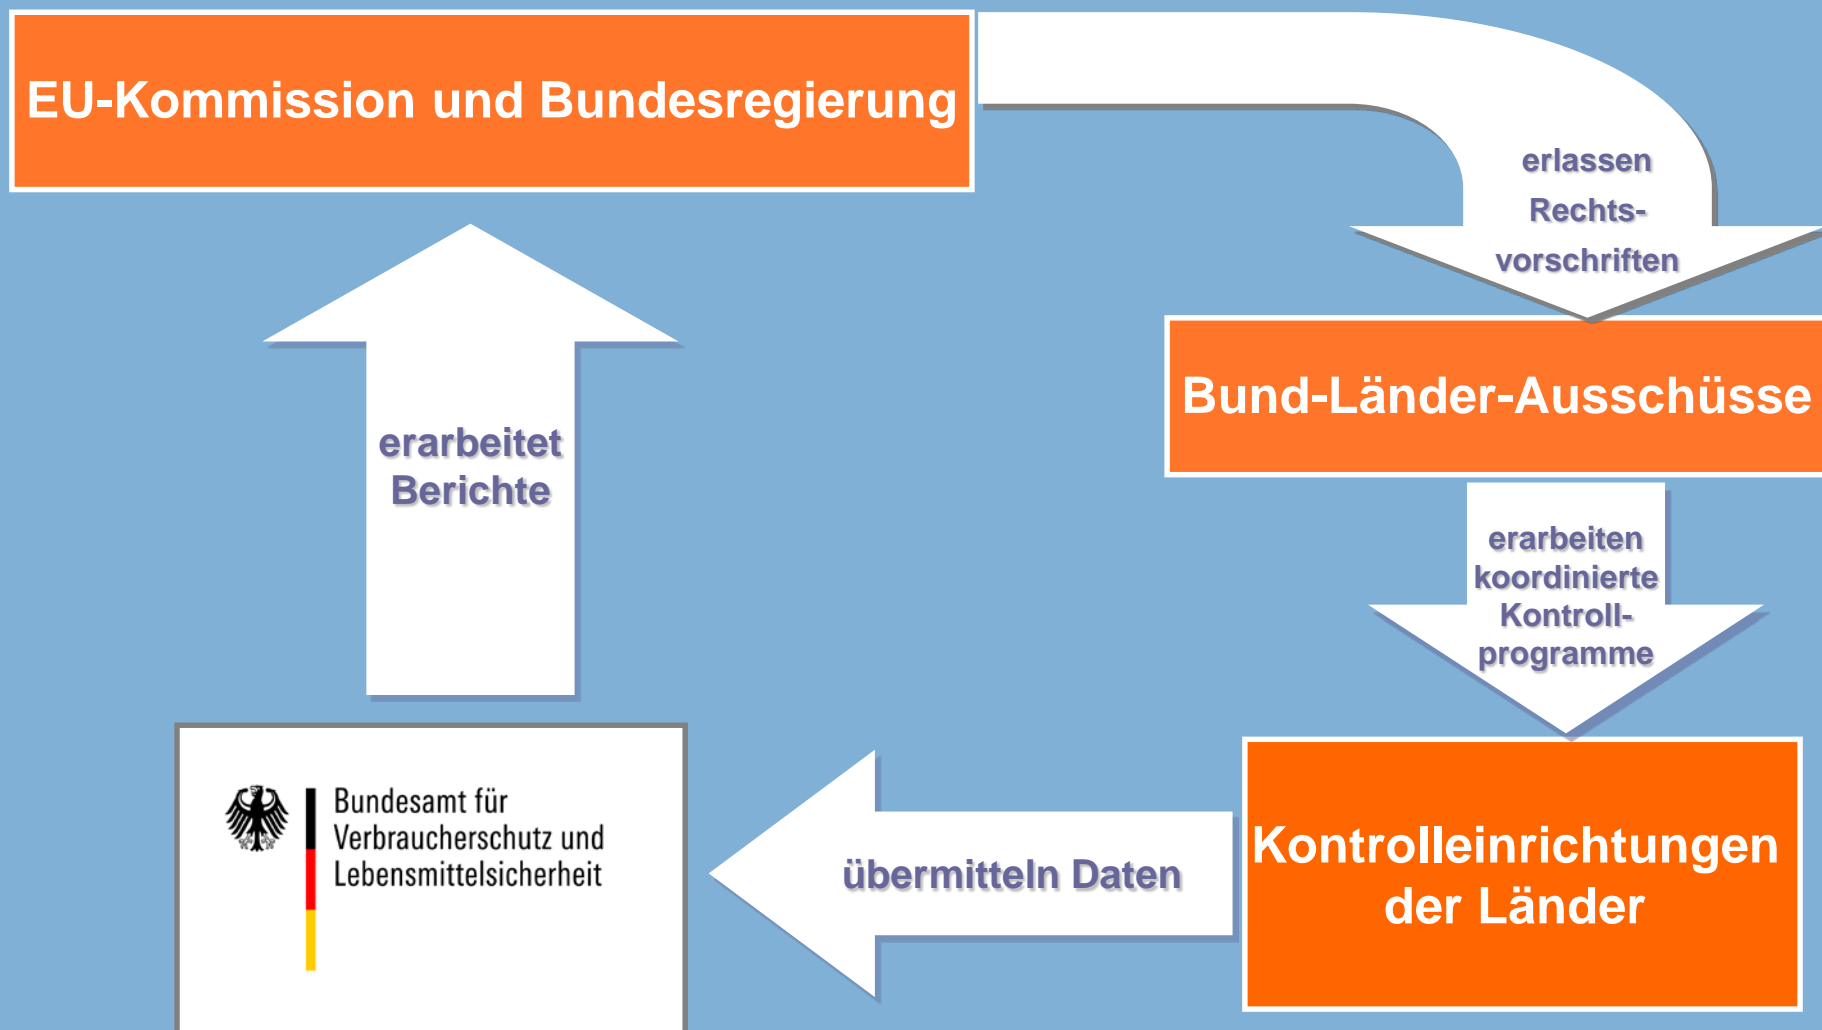 EU-Kommission und Bundesregierung
erlassen
Rechts-
vorschriften
Bund-Länder-Ausschüsse
erarbeiten
koordinierte
Kontroll-
programme
Kontrolleinrichtungen
der Länder
übermitteln Daten
Bundesamt für
Verbraucherschutz und
Lebensmittelsicherheit
erarbeitet
Berichte